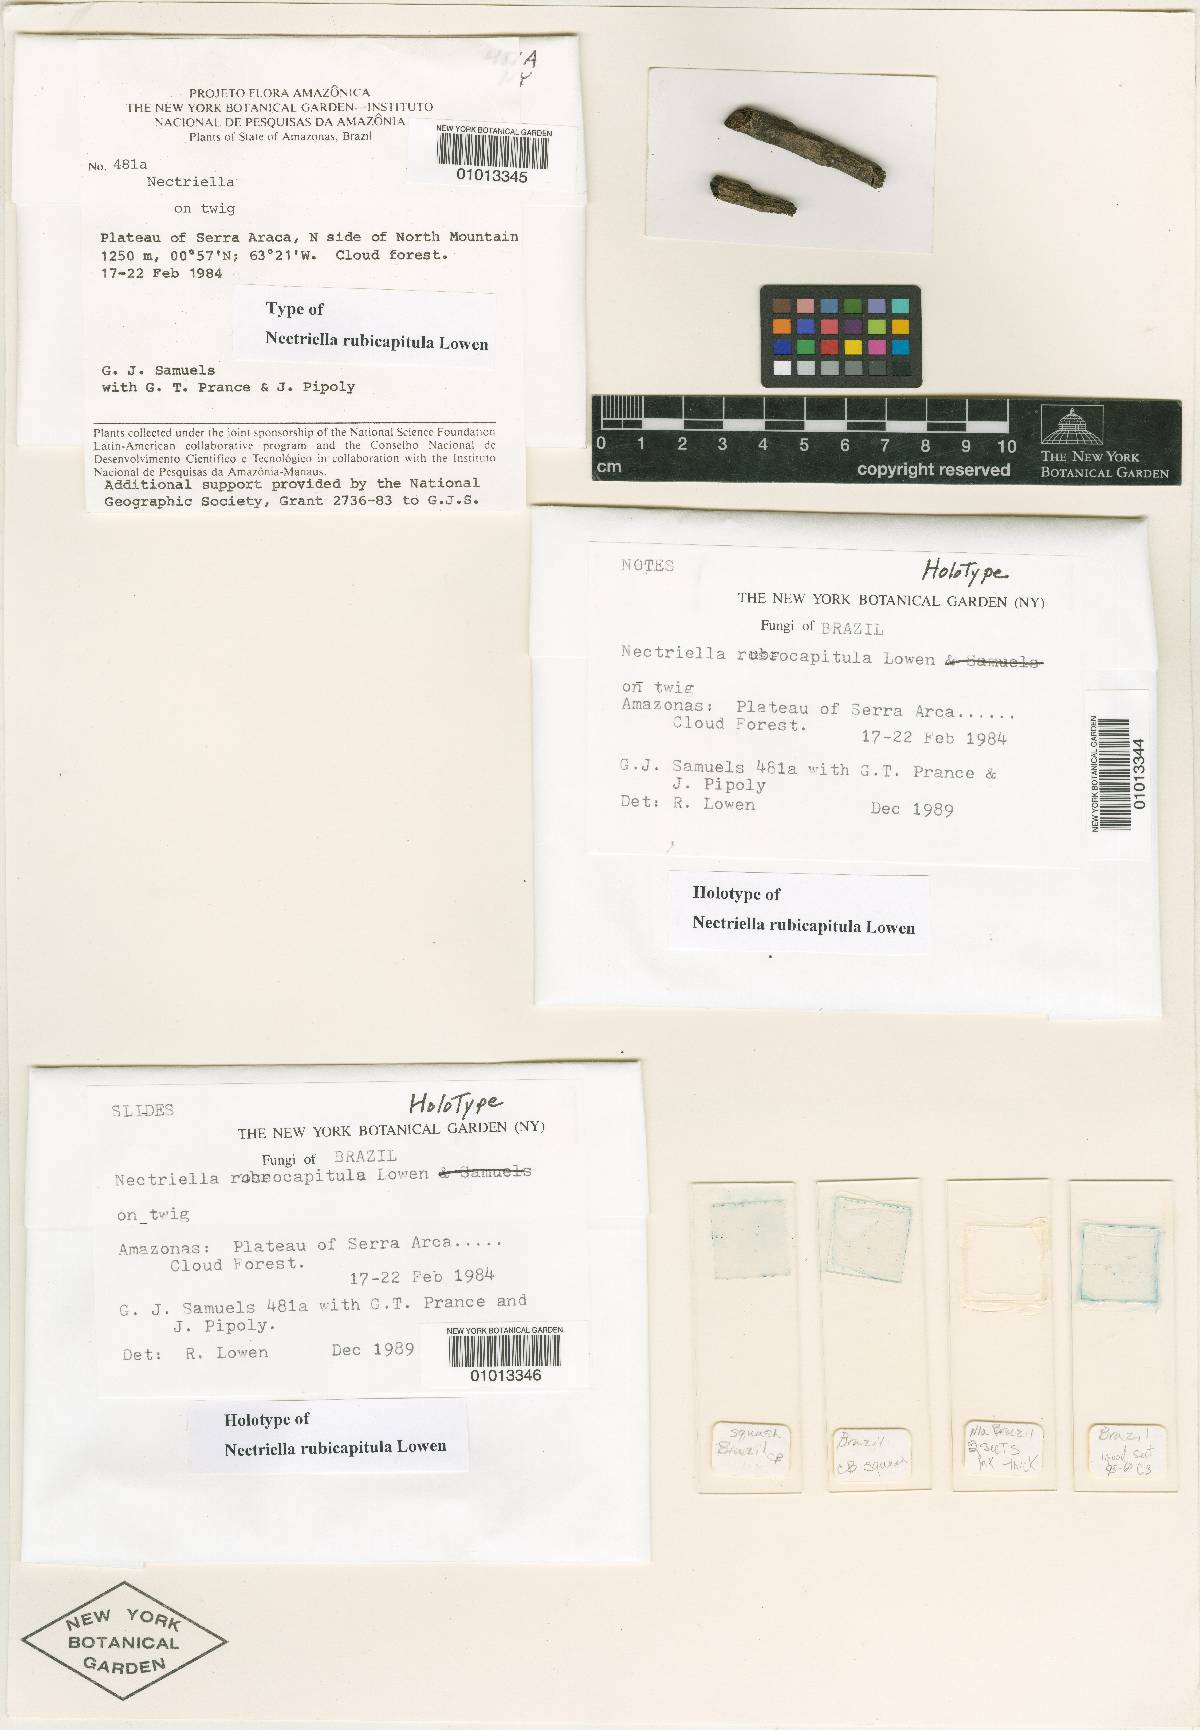 A
Y
PROJETO FLORA AMAZÔNICA
THE NEW YORK BOTANICAL GARDEN—INSTITUTO
NACIONAL DE PESQUISAS DA AMAZÔNIA
Plants of State of Amazonas, Brazil
NEW YORK BOTANICAL GARDEN
01013345
No. 481a
Nectriella
on twig
Plateau of Serra Araca, N side of North Mountain
1250 m, 00°57'N; 63°21'W. Cloud forest.
17-22 Feb 1984
Type of
Nectriella rubicapitula Lowen
G. J. Samuels
with G. T. Prance & J. Pipoly
Plants collected under the joint sponsorship of the National Science Foundation
Latin-American collaborative program and the Conselho Nacional de
Desenvolvimento Científico e Tecnológico in collaboration with the Instituto
Nacional de Pesquisas da Amazônia-Manaus.
Additional support provided by the National
Geographic Society, Grant 2736-83 to G.J.S.
0 1 2 3 4 5 6 7 8 9 10
cm
copyright reserved
THE NEW YORK
BOTANICAL GARDEN
NOTES
HoloType
THE NEW YORK BOTANICAL GARDEN (NY)
Fungi of BRAZIL
Nectriella rubrocapitula Lowen & Samuels
on twig
Amazonas: Plateau of Serra Arca......
Cloud Forest.
17-22 Feb 1984
G.J. Samuels 481a with G.T. Prance &
J. Pipoly
Det: R. Lowen Dec 1989
NEW YORK BOTANICAL GARDEN
01013344
Holotype of
Nectriella rubicapitula Lowen
SLIDES
HoloType
THE NEW YORK BOTANICAL GARDEN (NY)
Fungi of BRAZIL
Nectriella rubrocapitula Lowen & Samuels
on twig
Amazonas: Plateau of Serra Arca.....
Cloud Forest.
17-22 Feb 1984
G. J. Samuels 481a with G.T. Prance and
J. Pipoly.
Det: R. Lowen Dec 1989
NEW YORK BOTANICAL GARDEN
01013346
Holotype of
Nectriella rubicapitula Lowen
squash
Brazil
CB
Brazil
CB squash
Brazil
2 secTs
thick
Brazil
1 good Sect
NEW YORK
BOTANICAL
GARDEN